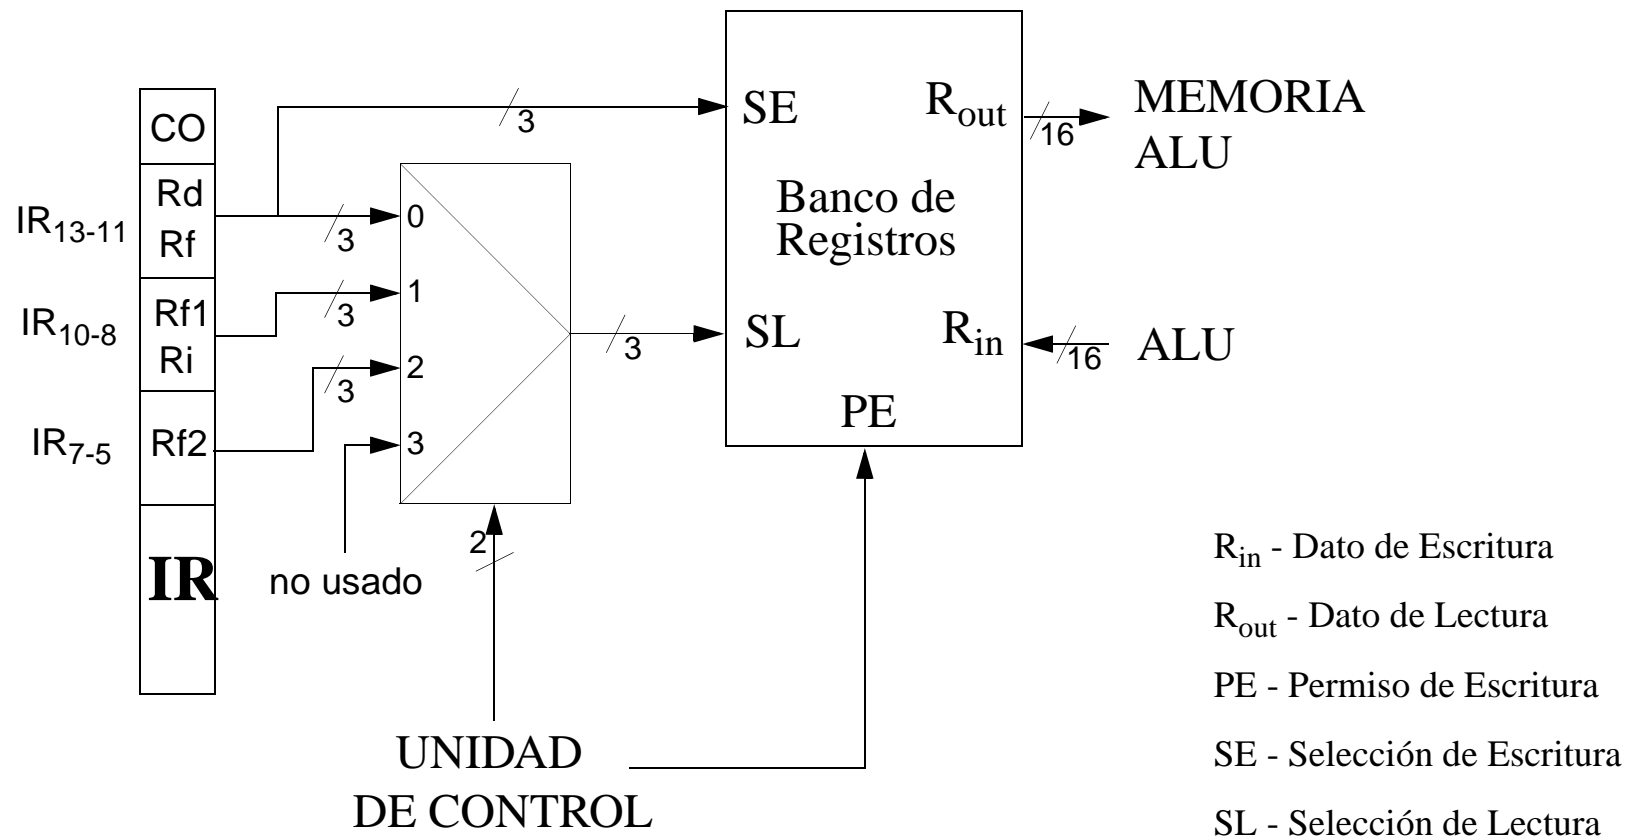 CO
Rd
Rf
IR13-11
Rf1
Ri
IR10-8
Rf2
IR7-5
IR
3
3
3
3
0
1
2
3
3
2
no usado
SE
Rout
Banco de
Registros
SL
Rin
PE
16
MEMORIA
ALU
16
ALU
UNIDAD
DE CONTROL
Rin - Dato de Escritura
Rout - Dato de Lectura
PE - Permiso de Escritura
SE - Selección de Escritura
SL - Selección de Lectura